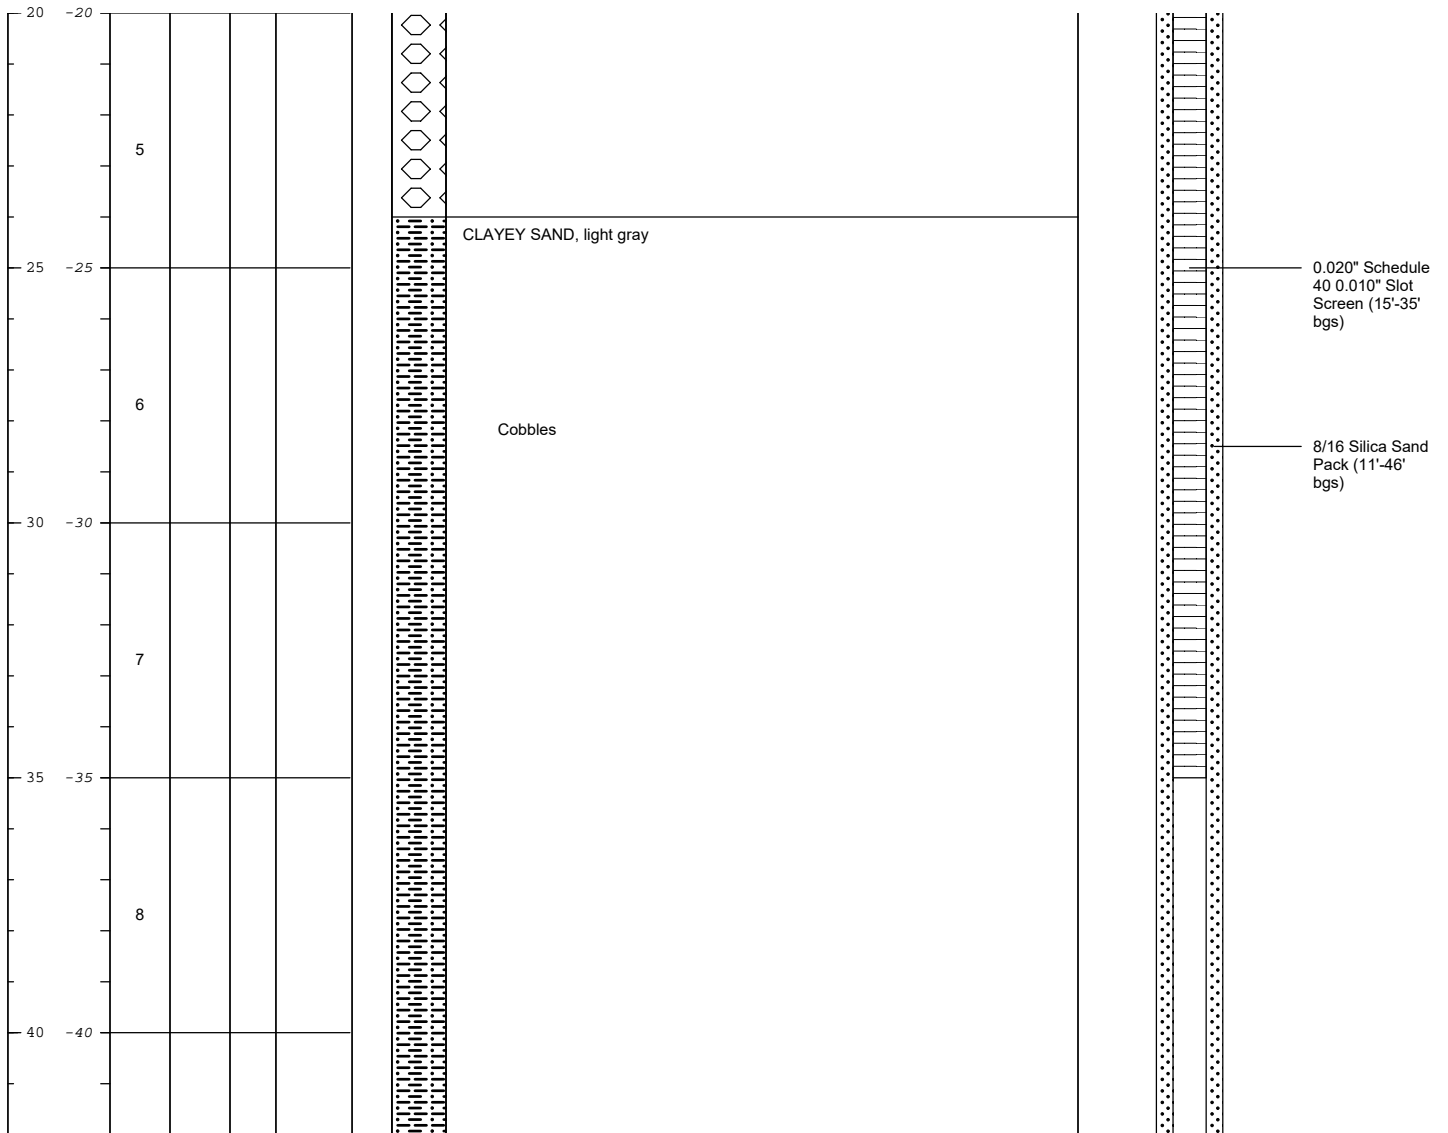 20 -20
5
CLAYEY SAND, light gray
25 -25
0.020" Schedule
40 0.010" Slot
Screen (15'-35'
bgs)
6
Cobbles
8/16 Silica Sand
Pack (11'-46'
bgs)
30 -30
7
35 -35
8
40 -40